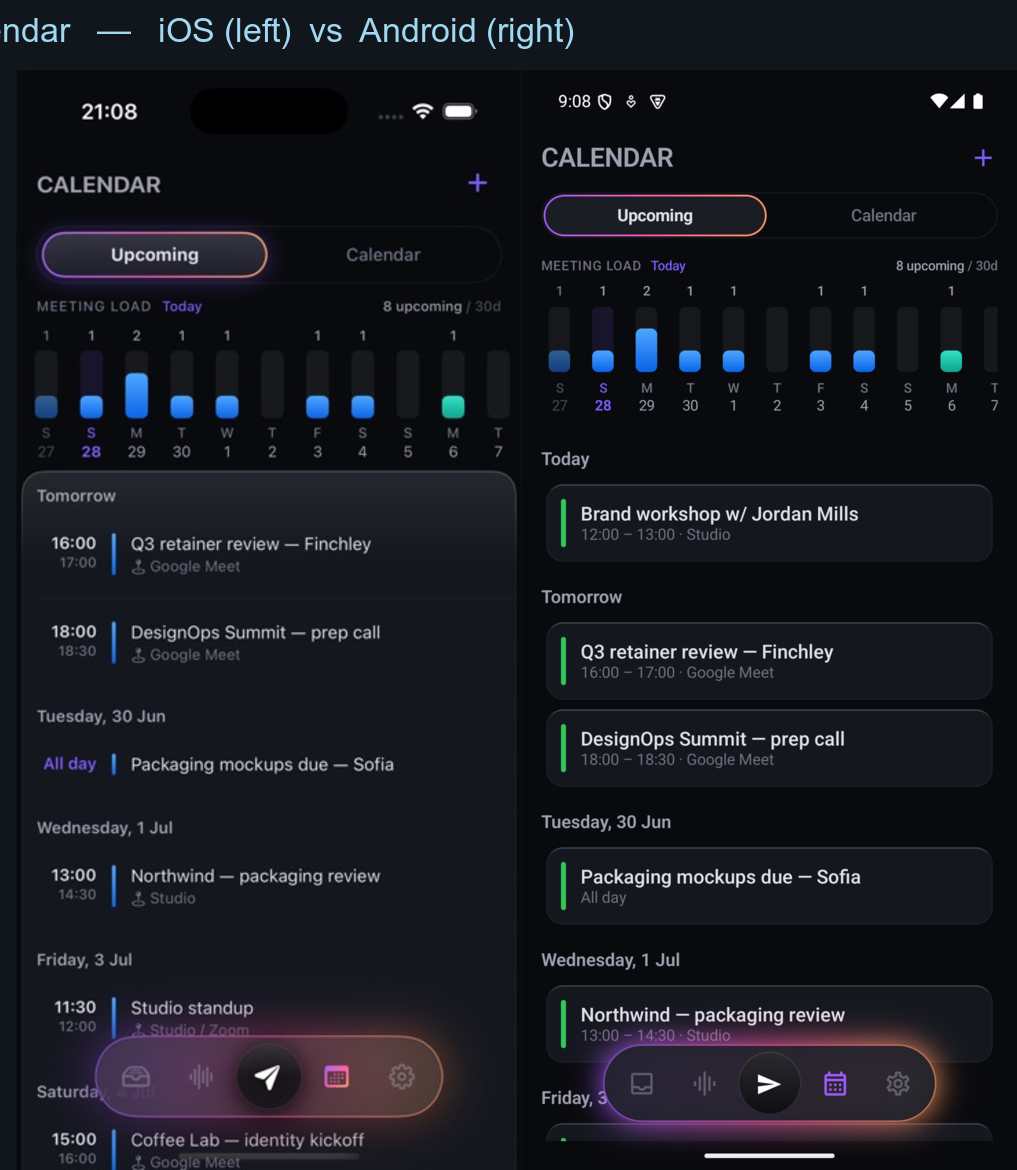 endar — iOS (left) vs Android (right)
21:08
CALENDAR
+
Upcoming
Calendar
MEETING LOAD Today 8 upcoming / 30d
1 1 2 1 1 1 1 1
S S M T W T F S S M T
27 28 29 30 1 2 3 4 5 6 7
Tomorrow
16:00 Q3 retainer review — Finchley
17:00 Google Meet
18:00 DesignOps Summit — prep call
18:30 Google Meet
Tuesday, 30 Jun
All day Packaging mockups due — Sofia
Wednesday, 1 Jul
13:00 Northwind — packaging review
14:30 Studio
Friday, 3 Jul
11:30 Studio standup
12:00 Studio / Zoom
Saturday, 4 Jul
15:00 Coffee Lab — identity kickoff
16:00 Google Meet
9:08
CALENDAR
+
Upcoming
Calendar
MEETING LOAD Today 8 upcoming / 30d
1 1 2 1 1 1 1 1
S S M T W T F S S M T
27 28 29 30 1 2 3 4 5 6 7
Today
Brand workshop w/ Jordan Mills
12:00 – 13:00 · Studio
Tomorrow
Q3 retainer review — Finchley
16:00 – 17:00 · Google Meet
DesignOps Summit — prep call
18:00 – 18:30 · Google Meet
Tuesday, 30 Jun
Packaging mockups due — Sofia
All day
Wednesday, 1 Jul
Northwind — packaging review
13:00 – 14:30 · Studio
Friday, 3